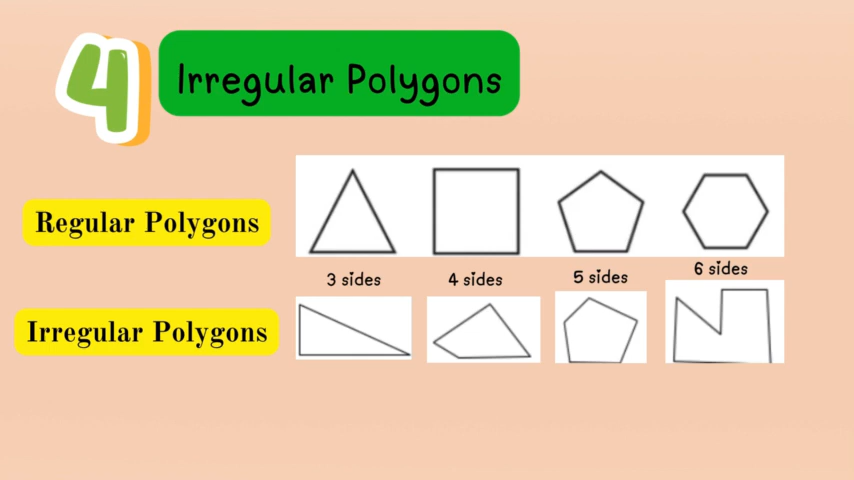 4
Irregular Polygons
Regular Polygons
3 sides
4 sides
5 sides
6 sides
Irregular Polygons